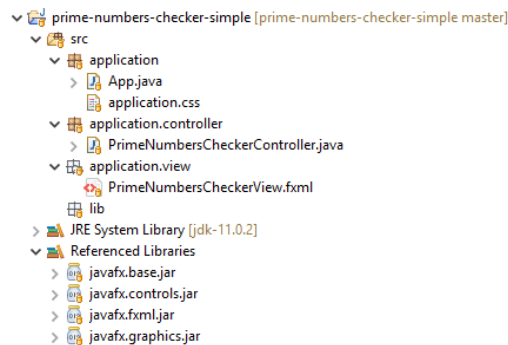 prime-numbers-checker-simple [prime-numbers-checker-simple master]
src
application
App.java
application.css
application.controller
PrimeNumbersCheckerController.java
application.view
PrimeNumbersCheckerView.fxml
lib
JRE System Library [jdk-11.0.2]
Referenced Libraries
javafx.base.jar
javafx.controls.jar
javafx.fxml.jar
javafx.graphics.jar